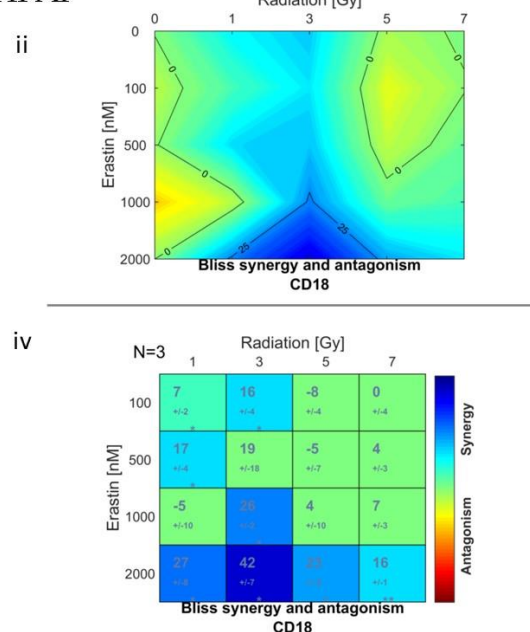 Radiation [Gy]
ii
0 1 3 5 7
0
100
500
1000
2000
Erastin [nM]
0
0
0
0
0
0
25
25
Bliss synergy and antagonism
CD18
iv
N=3
Radiation [Gy]
1 3 5 7
100
500
1000
2000
Erastin [nM]
7 16 -8 0
+/-2 +/-4 +/-4 +/-4
* *
17 19 -5 4
+/-4 +/-18 +/-7 +/-3
*
-5 26 4 7
+/-10 +/-10 +/-3
*
27 42 16
+/-7 +/-1
* * * **
Synergy
Antagonism
Bliss synergy and antagonism
CD18